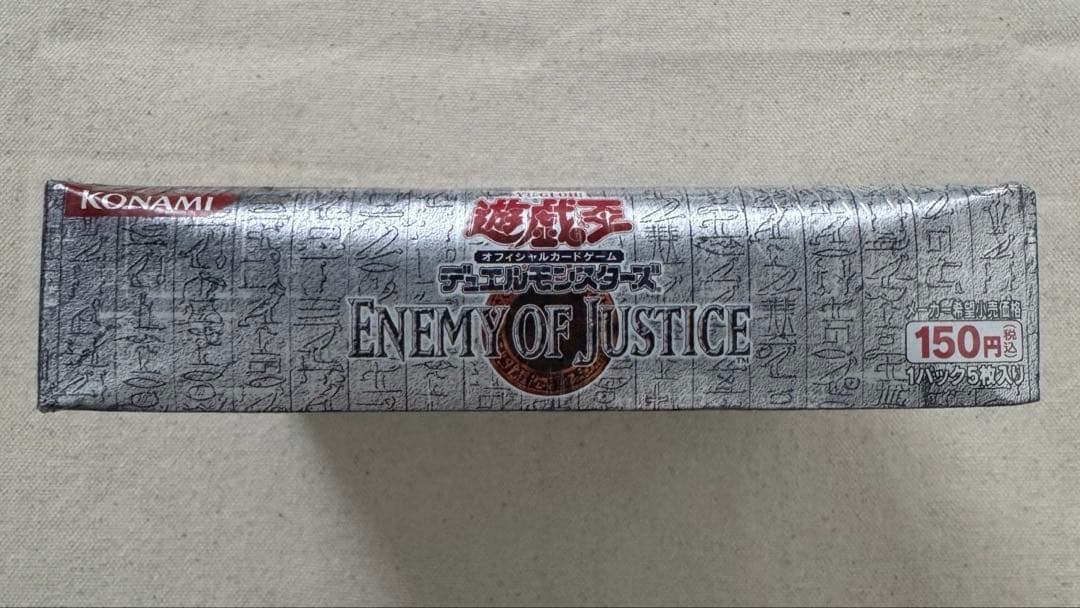 KONAMI
YU-GI-OH!
遊戯王
オフィシャルカードゲーム
デュエルモンスターズ
ENEMY OF JUSTICE
TM
メーカー希望小売価格
150円(税込)
1パック5枚入り